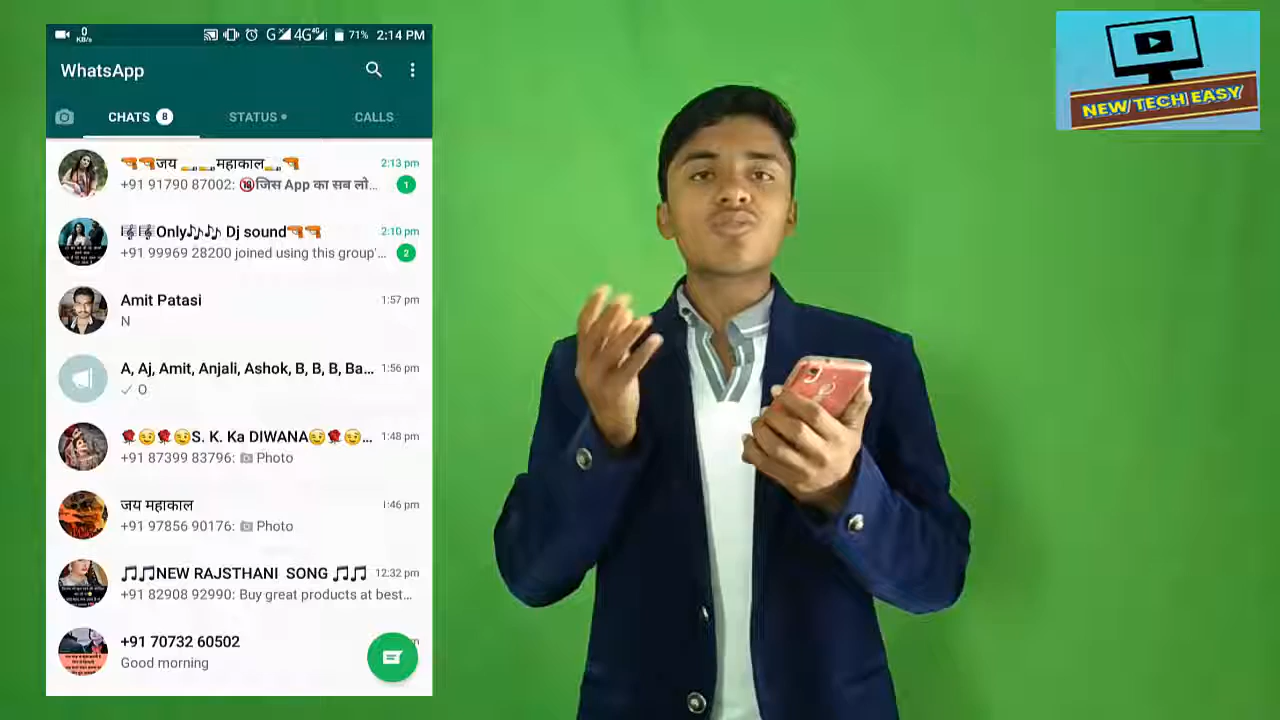 0
KB/s
G 4G 4G 71% 2:14 PM
WhatsApp
CHATS 8 STATUS CALLS
🔫🔫जय 🚬🚬महाकाल🚬🔫 2:13 pm
+91 91790 87002: 🔞जिस App का सब लो... 1
🎼🎼Only🎶🎶 Dj sound🔫🔫 2:10 pm
+91 99969 28200 joined using this group'... 2
Amit Patasi 1:57 pm
N
A, Aj, Amit, Anjali, Ashok, B, B, B, Ba... 1:56 pm
✓ O
🌹😉🌹😉S. K. Ka DIWANA😉🌹😉... 1:48 pm
+91 87399 83796: 📷 Photo
जय महाकाल 1:46 pm
+91 97856 90176: 📷 Photo
🎵🎵NEW RAJSTHANI SONG 🎵🎵 12:32 pm
+91 82908 92990: Buy great products at best...
+91 70732 60502
Good morning
NEW TECH EASY